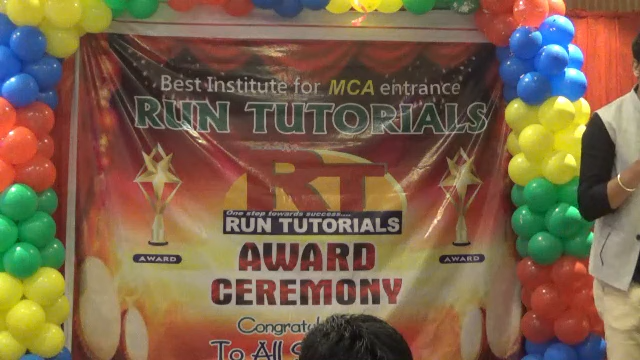 Best Institute for MCA entrance
RUN TUTORIALS
RT
One step towards success....
RUN TUTORIALS
AWARD AWARD
AWARD
CEREMONY
To All